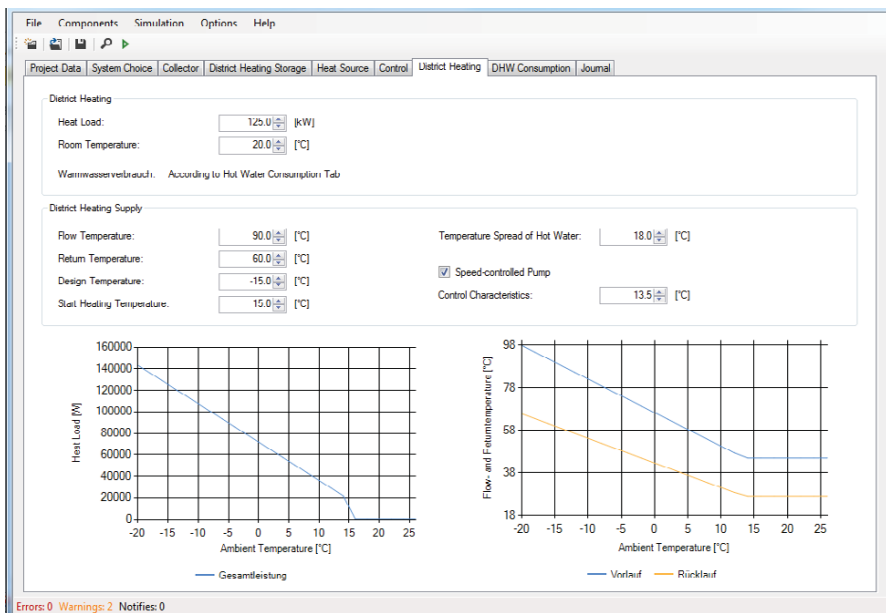 File Components Simulation Options Help
Project Data System Choice Collector District Heating Storage Heat Source Control District Heating DHW Consumption Journal
District Heating
Heat Load: 125.0 [kW]
Room Temperature: 20.0 [°C]
Warmwasserverbrauch: According to Hot Water Consumption Tab
District Heating Supply
Flow Temperature: 90.0 [°C] Temperature Spread of Hot Water: 18.0 [°C]
Return Temperature: 60.0 [°C]
Speed-controlled Pump
Design Temperature: -15.0 [°C]
Control Characteristics: 13.5 [°C]
Start Heating Temperature: 15.0 [°C]
Heat Load [W]
160000
140000
120000
100000
80000
60000
40000
20000
0
-20 -15 -10 -5 0 5 10 15 20 25
Ambient Temperature [°C]
Gesamtleistung
Flow- and Feturntemperature [°C]
98
78
58
38
18
-20 -15 -10 -5 0 5 10 15 20 25
Ambient Temperature [°C]
Vorlauf Rücklauf
Errors: 0 Warnings: 2 Notifies: 0